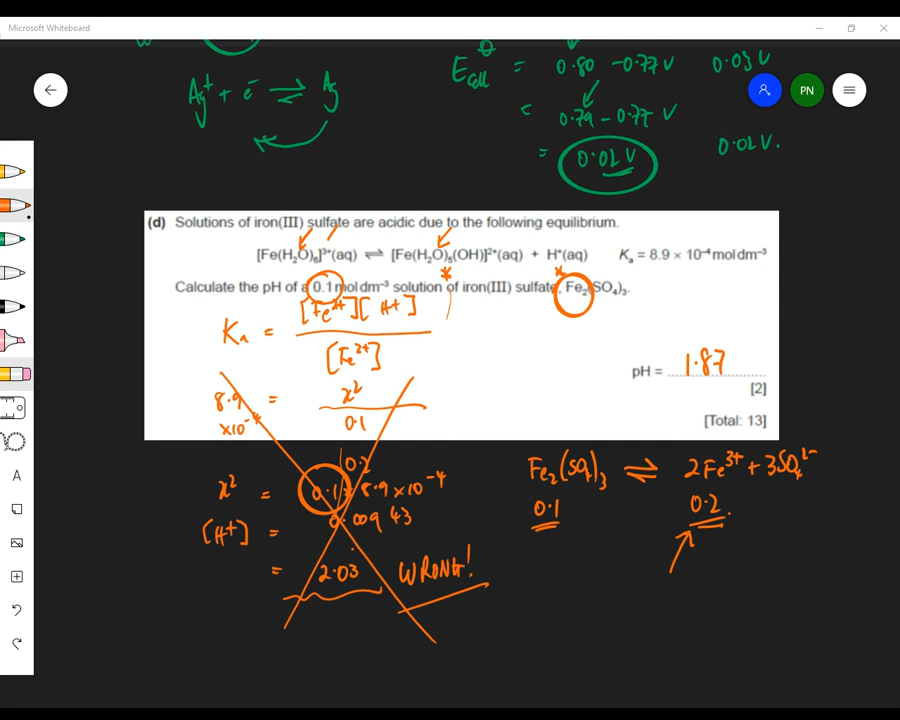 Microsoft Whiteboard
E⦵cell = 0.80 - 0.77 V 0.03 V
Ag+ + e- ⇌ Ag
= 0.79 - 0.77 V
= 0.02 V 0.02 V.
PN
(d) Solutions of iron(III) sulfate are acidic due to the following equilibrium.
[Fe(H₂O)₆]³⁺(aq) ⇌ [Fe(H₂O)₅(OH)]²⁺(aq) + H⁺(aq) Kₐ = 8.9 × 10⁻⁴ mol dm⁻³
Calculate the pH of a 0.1 mol dm⁻³ solution of iron(III) sulfate, Fe₂(SO₄)₃.
Ka = [Fe²⁺][H⁺]
[Fe²⁺]
pH = 1.87
[2]
8.9 ×10⁻⁴ = x²
0.1
[Total: 13]
0.2
x² = 0.1 × 8.9 × 10⁻⁴
Fe₂(SO₄)₃ ⇌ 2Fe³⁺ + 3SO₄²⁻
0.1 0.2
[H⁺] = 0.00943
= 2.03 WRONG!
A